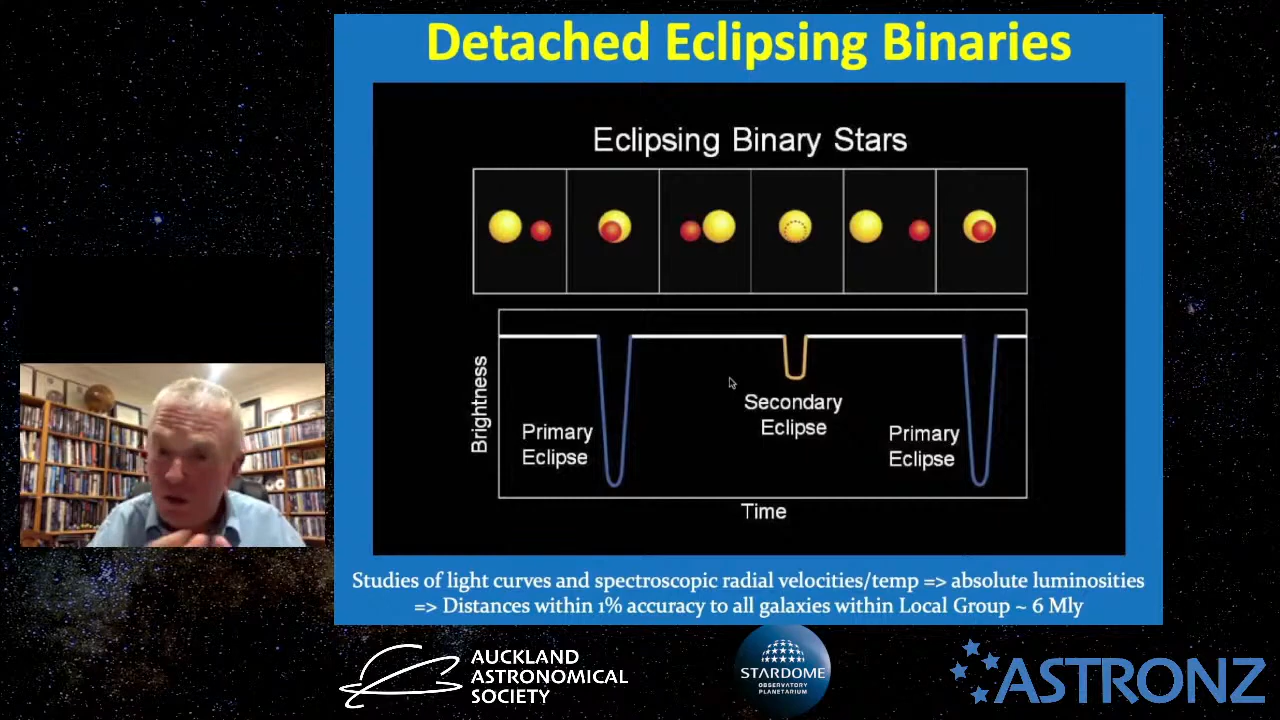 Detached Eclipsing Binaries
Eclipsing Binary Stars
Brightness
Primary
Eclipse
Secondary
Eclipse
Primary
Eclipse
Time
Studies of light curves and spectroscopic radial velocities/temp => absolute luminosities
=> Distances within 1% accuracy to all galaxies within Local Group ~ 6 Mly
AUCKLAND
ASTRONOMICAL
SOCIETY
STARDOME
OBSERVATORY
PLANETARIUM
ASTRONZ